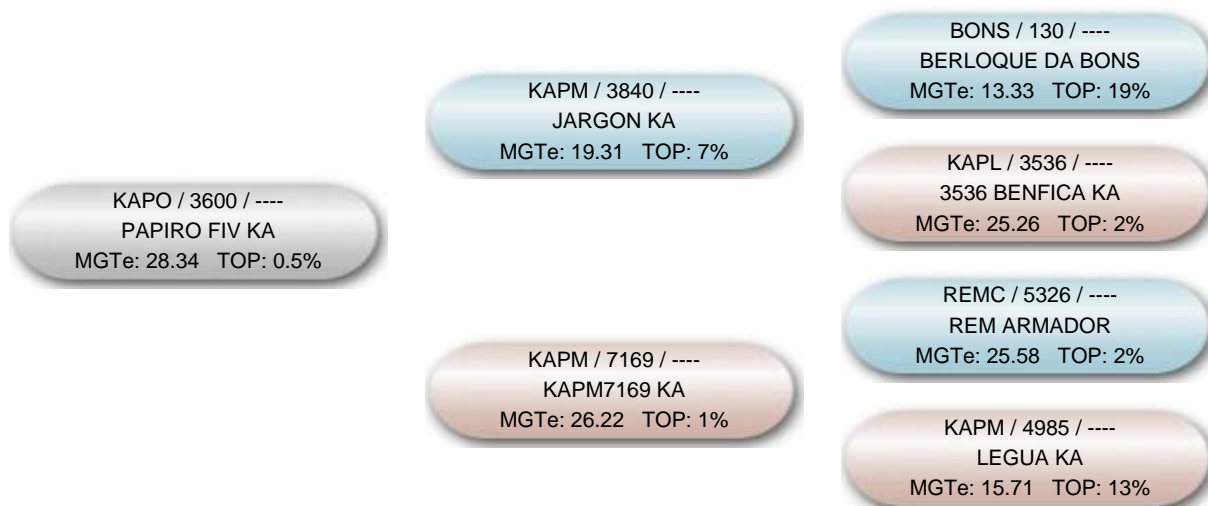 KAPO / 3600 / ----
PAPIRO FIV KA
MGTe: 28.34 TOP: 0.5%
KAPM / 3840 / ----
JARGON KA
MGTe: 19.31 TOP: 7%
KAPM / 7169 / ----
KAPM7169 KA
MGTe: 26.22 TOP: 1%
BONS / 130 / ----
BERLOQUE DA BONS
MGTe: 13.33 TOP: 19%
KAPL / 3536 / ----
3536 BENFICA KA
MGTe: 25.26 TOP: 2%
REMC / 5326 / ----
REM ARMADOR
MGTe: 25.58 TOP: 2%
KAPM / 4985 / ----
LEGUA KA
MGTe: 15.71 TOP: 13%